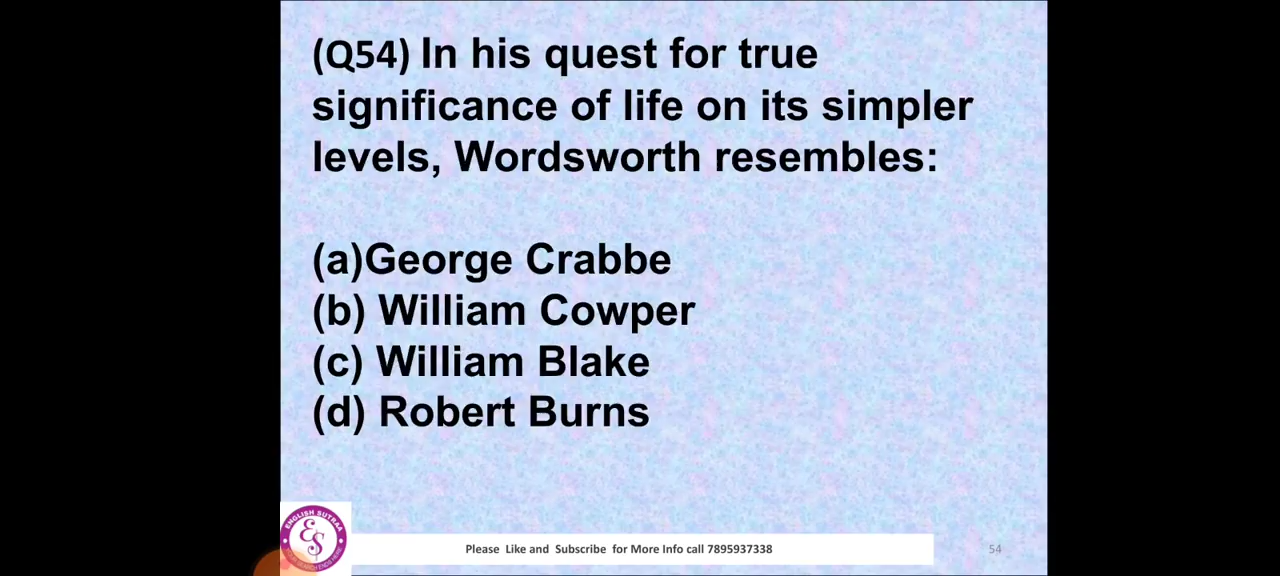 (Q54) In his quest for true
significance of life on its simpler
levels, Wordsworth resembles:
(a)George Crabbe
(b) William Cowper
(c) William Blake
(d) Robert Burns
ENGLISH SUTRAA
ES
Please Like and Subscribe for More Info call 7895937338
54